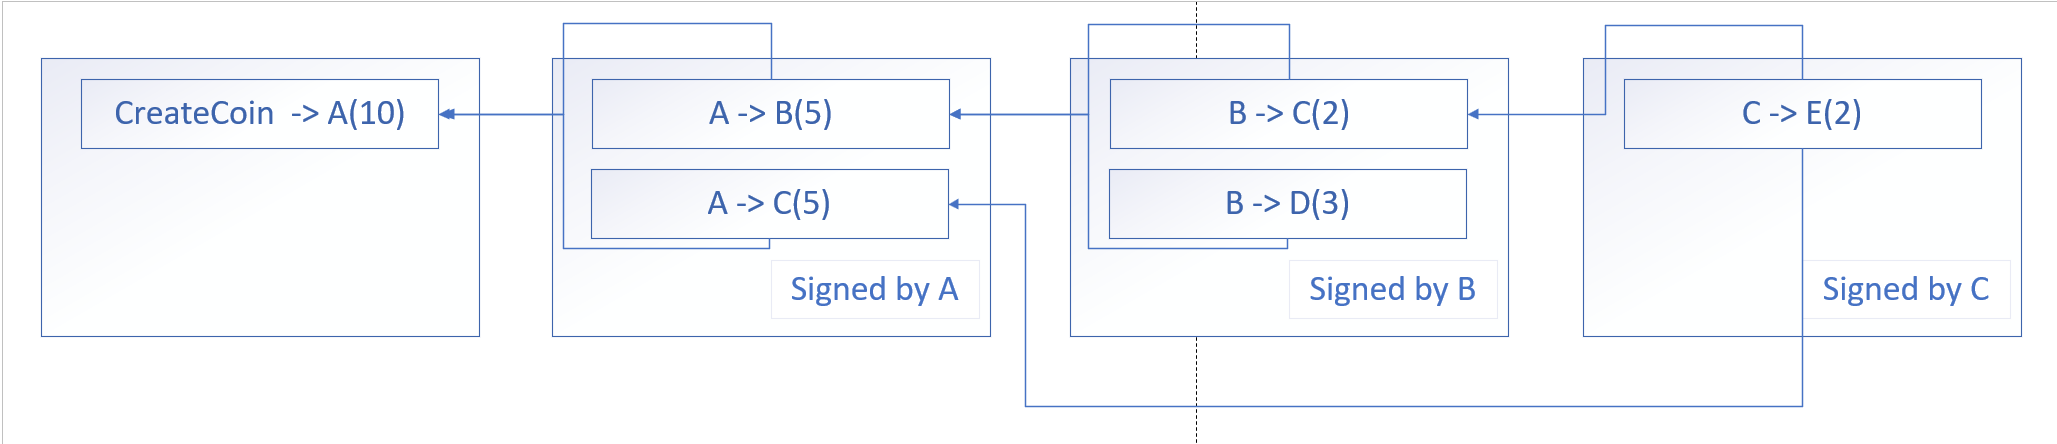 CreateCoin -> A(10)
A -> B(5)
A -> C(5)
Signed by A
B -> C(2)
B -> D(3)
Signed by B
C -> E(2)
Signed by C